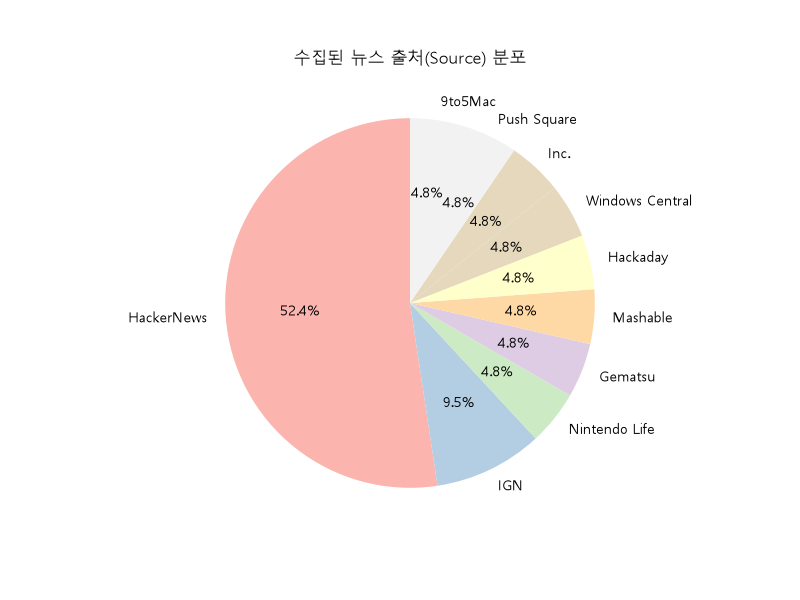 수집된 뉴스 출처(Source) 분포
9to5Mac
Push Square
Inc.
Windows Central
Hackaday
Mashable
Gematsu
Nintendo Life
IGN
HackerNews
4.8%
4.8%
4.8%
4.8%
4.8%
4.8%
4.8%
4.8%
9.5%
52.4%